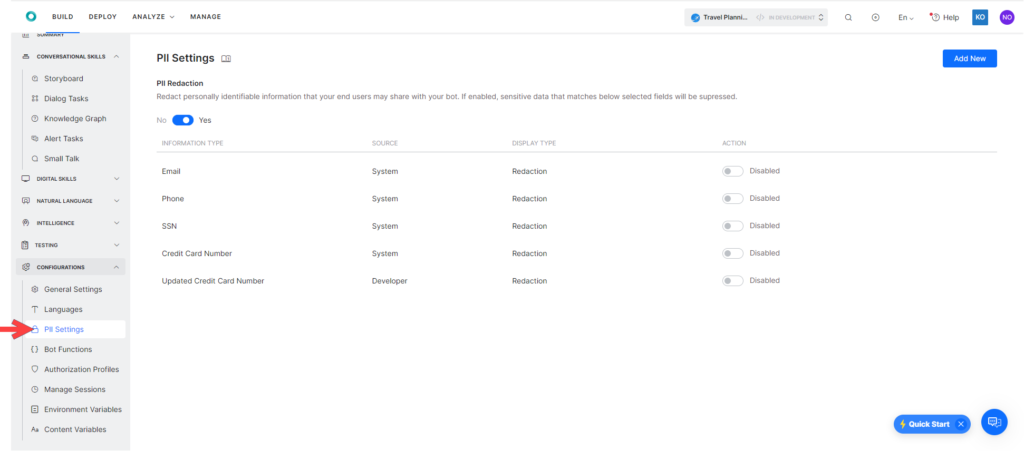 BUILD DEPLOY ANALYZE MANAGE Travel Planni... IN DEVELOPMENT En Help KO NO
SUMMARY
CONVERSATIONAL SKILLS
Storyboard
Dialog Tasks
Knowledge Graph
Alert Tasks
Small Talk
DIGITAL SKILLS
NATURAL LANGUAGE
INTELLIGENCE
TESTING
CONFIGURATIONS
General Settings
Languages
PII Settings
Bot Functions
Authorization Profiles
Manage Sessions
Environment Variables
Aa Content Variables
PII Settings
Add New
PII Redaction
Redact personally identifiable information that your end users may share with your bot. If enabled, sensitive data that matches below selected fields will be supressed.
No Yes
INFORMATION TYPE SOURCE DISPLAY TYPE ACTION
Email System Redaction Disabled
Phone System Redaction Disabled
SSN System Redaction Disabled
Credit Card Number System Redaction Disabled
Updated Credit Card Number Developer Redaction Disabled
Quick Start